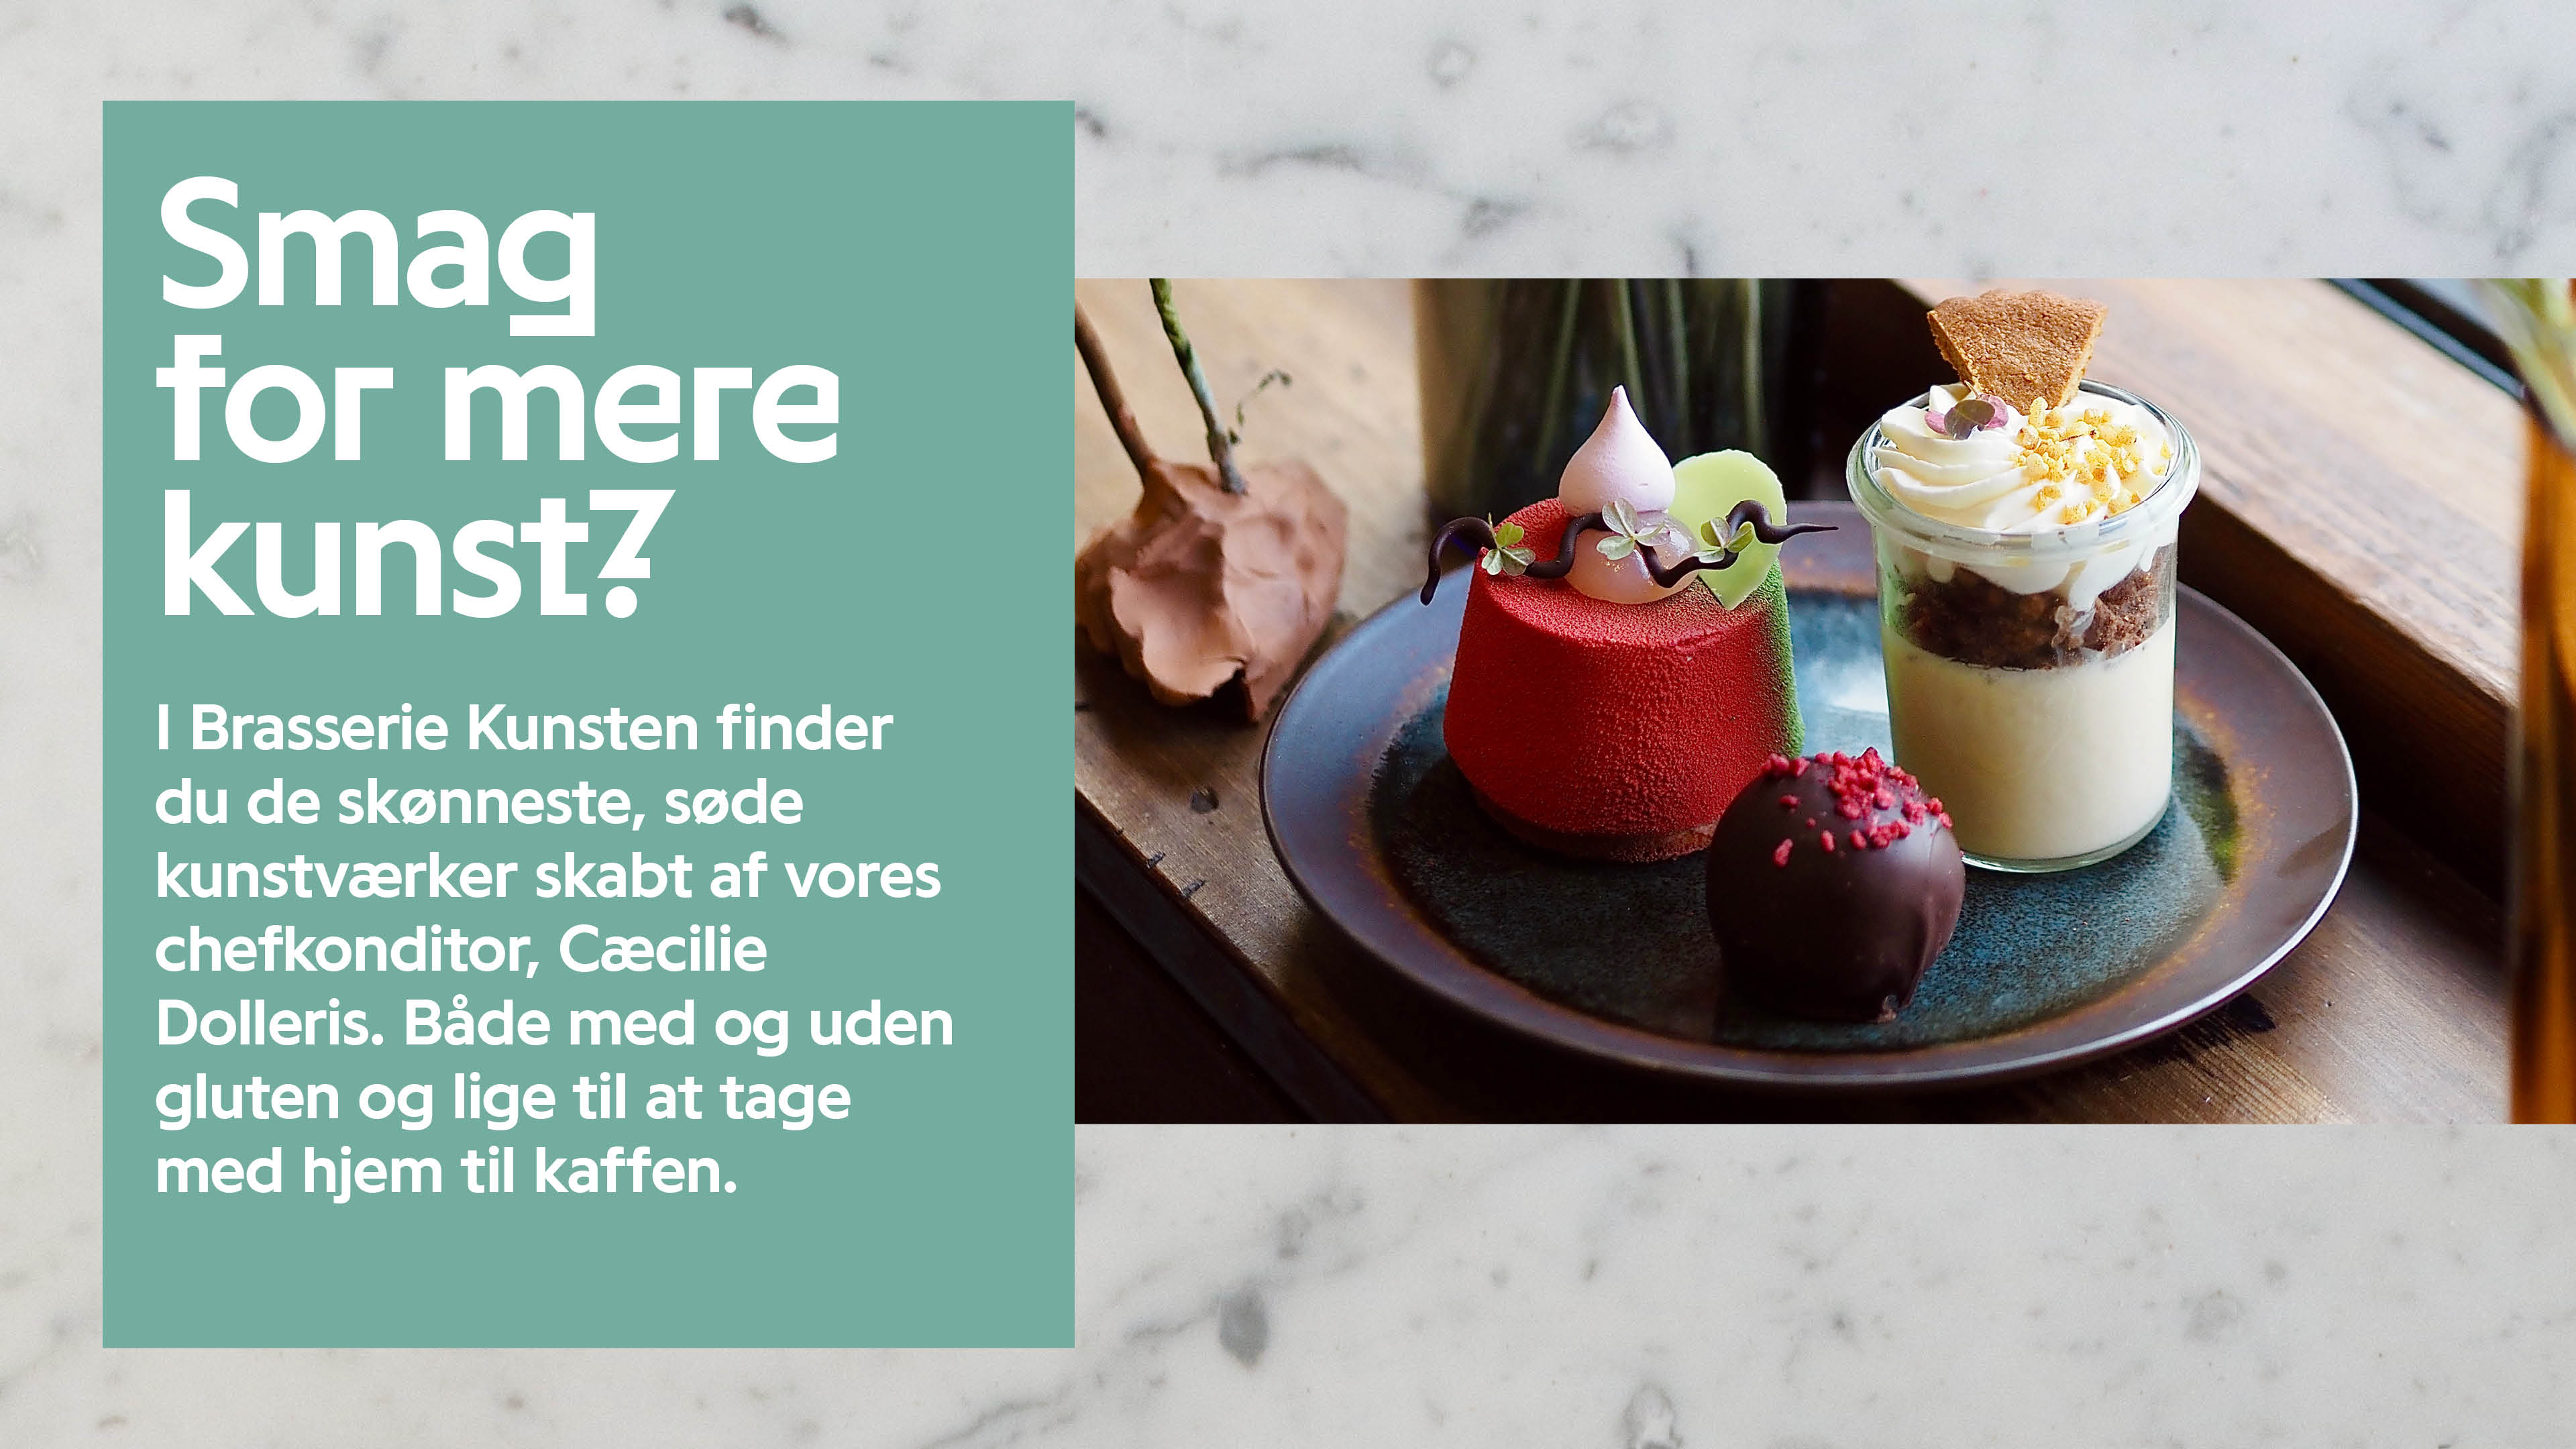 Smag
for mere
kunst?
I Brasserie Kunsten finder
du de skønneste, søde
kunstværker skabt af vores
chefkonditor, Cæcilie
Dolleris. Både med og uden
gluten og lige til at tage
med hjem til kaffen.